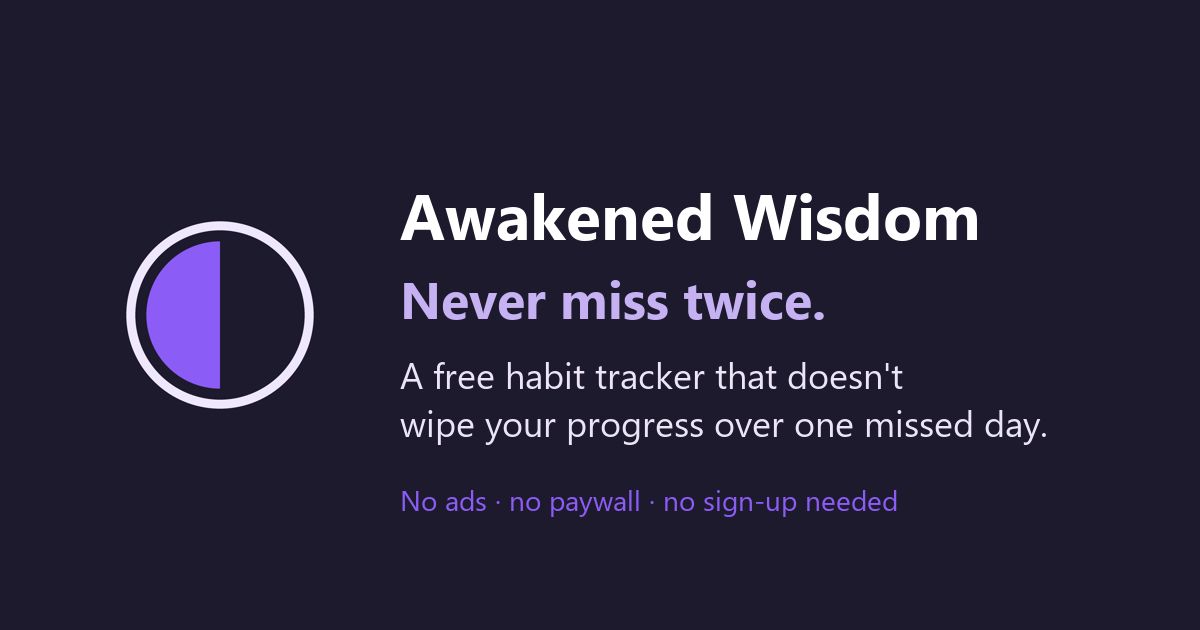 Awakened Wisdom
Never miss twice.
A free habit tracker that doesn't
wipe your progress over one missed day.
No ads · no paywall · no sign-up needed